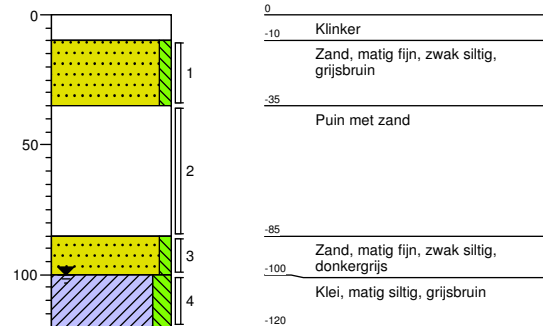 0
0
-10
Klinker
Zand, matig fijn, zwak siltig,
grijsbruin
1
-35
Puin met zand
50
2
-85
Zand, matig fijn, zwak siltig,
donkergrijs
3
100
-100
Klei, matig siltig, grijsbruin
4
-120